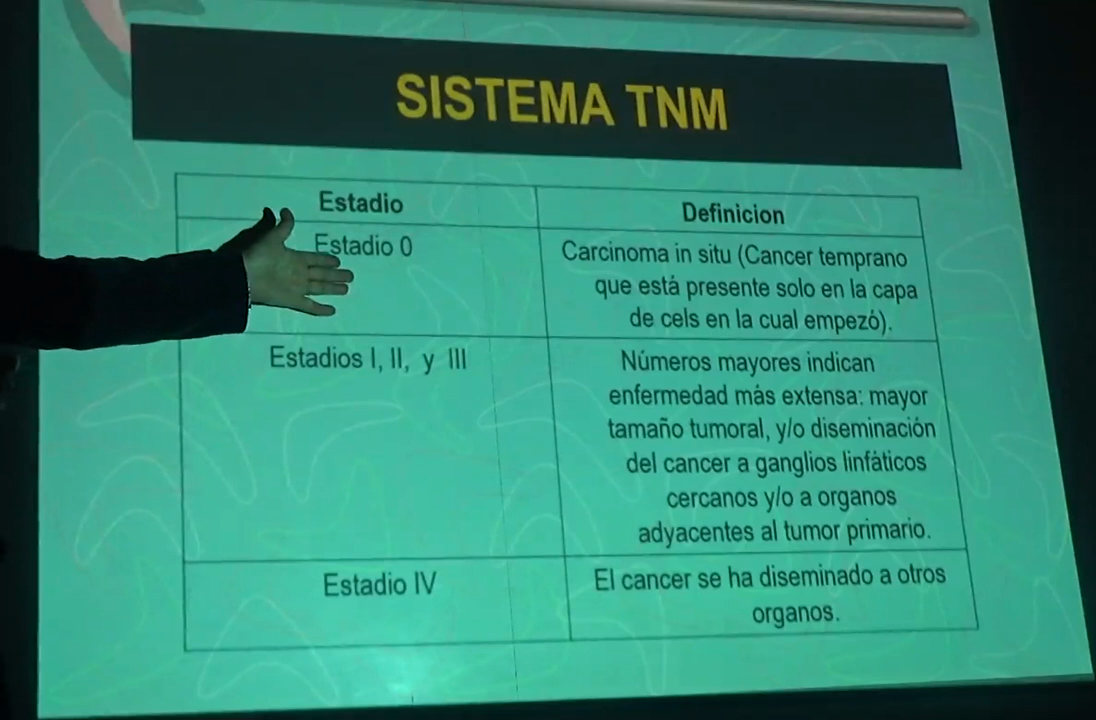 SISTEMA TNM
Estadio
Definicion
Estadio 0
Carcinoma in situ (Cancer temprano
que está presente solo en la capa
de cels en la cual empezó).
Estadios I, II, y III
Números mayores indican
enfermedad más extensa: mayor
tamaño tumoral, y/o diseminación
del cancer a ganglios linfáticos
cercanos y/o a organos
adyacentes al tumor primario.
Estadio IV
El cancer se ha diseminado a otros
organos.